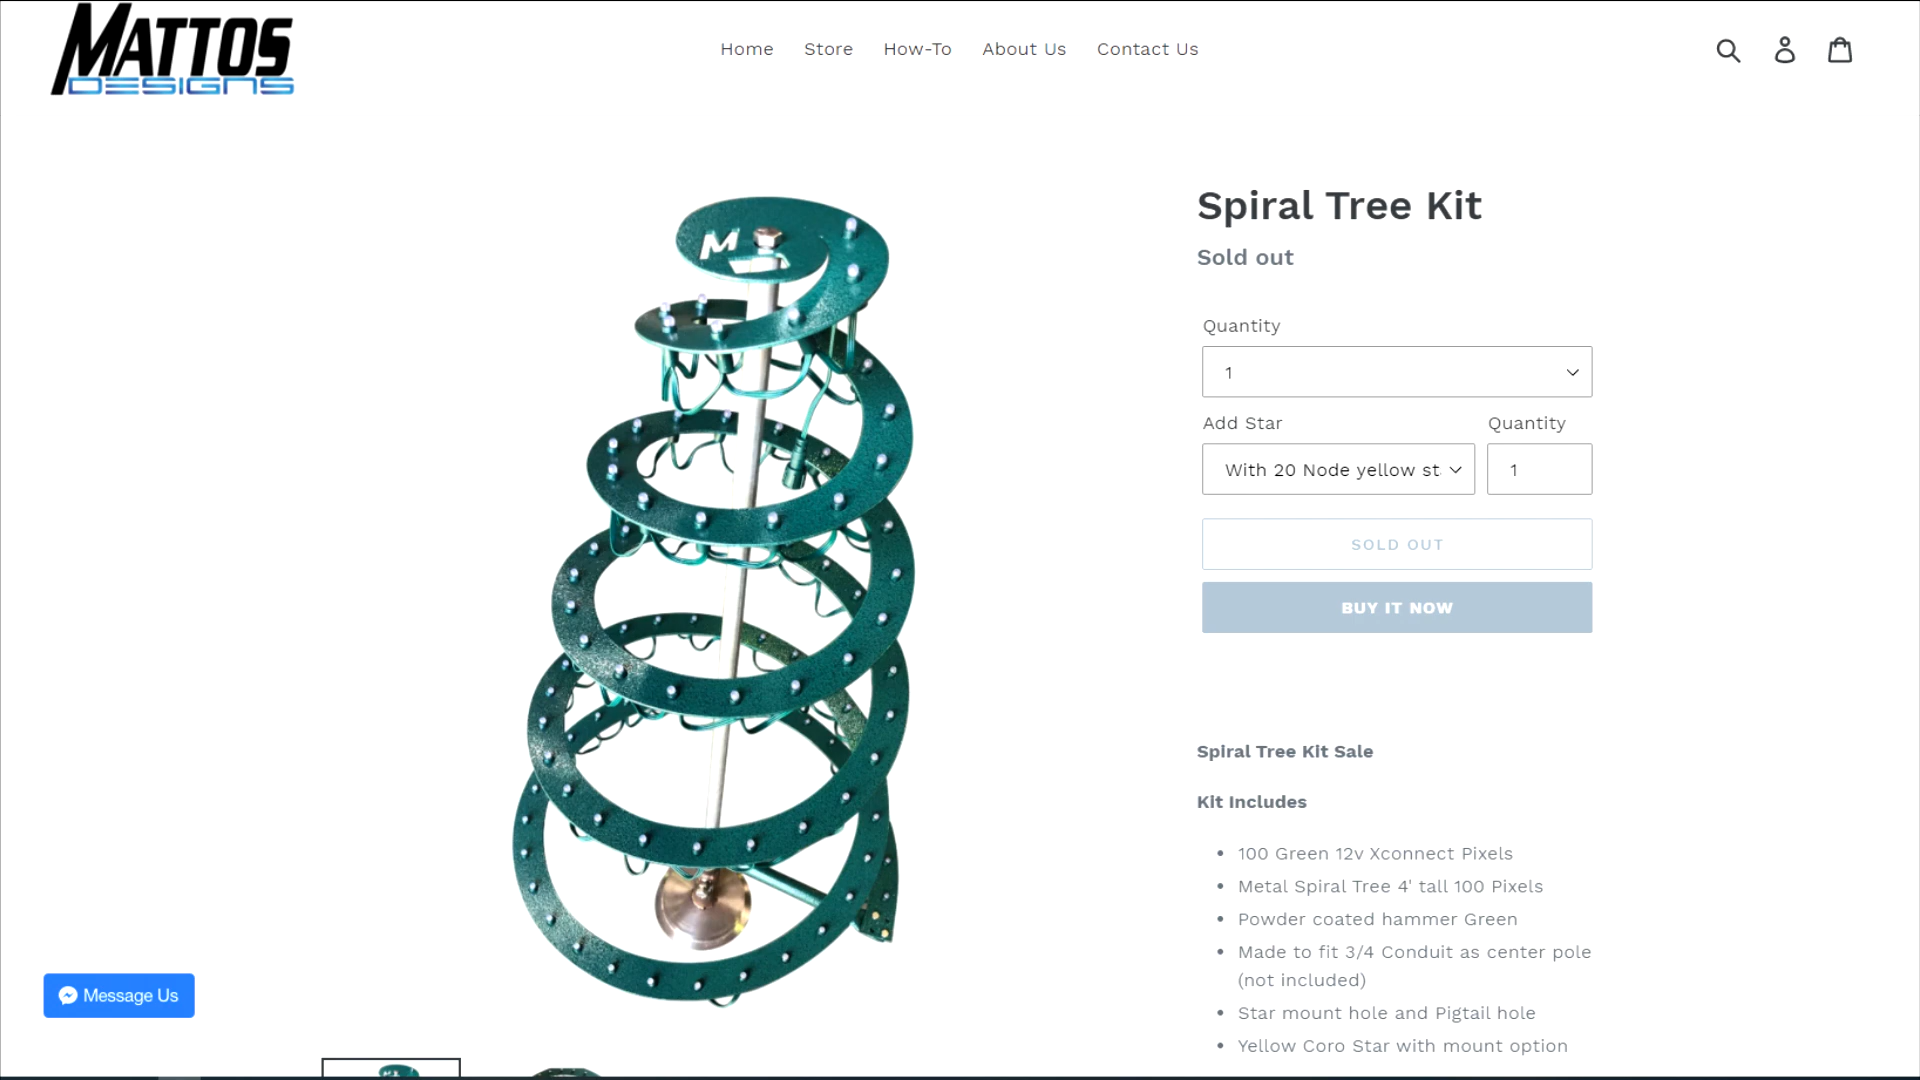 MATTOS
DESIGNS
Home Store How-To About Us Contact Us
M
Spiral Tree Kit
Sold out
Quantity
1
Add Star Quantity
With 20 Node yellow st 1
SOLD OUT
BUY IT NOW
Spiral Tree Kit Sale
Kit Includes
• 100 Green 12v Xconnect Pixels
• Metal Spiral Tree 4' tall 100 Pixels
• Powder coated hammer Green
• Made to fit 3/4 Conduit as center pole
(not included)
• Star mount hole and Pigtail hole
• Yellow Coro Star with mount option
Message Us